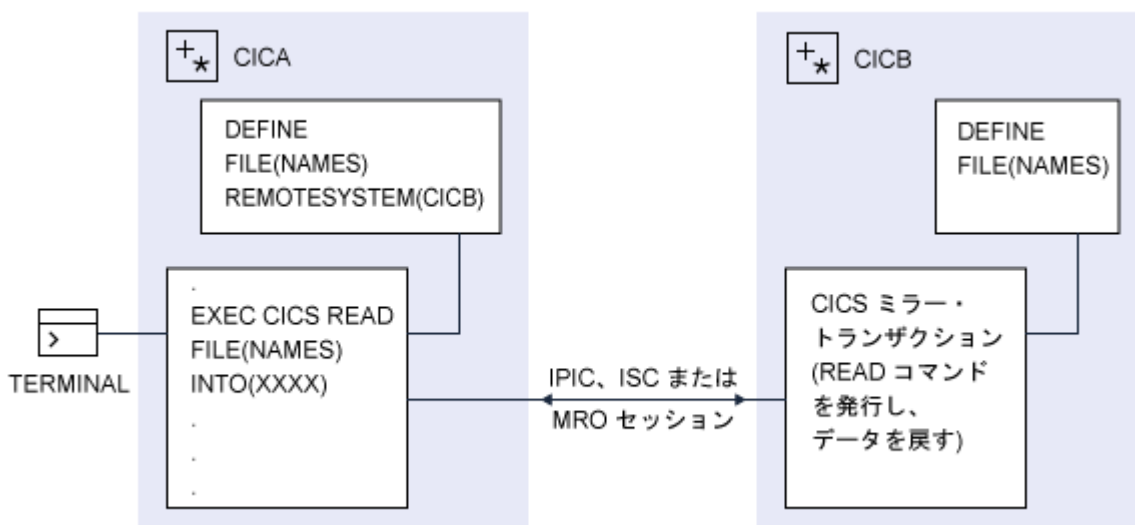 CICA
DEFINE
FILE(NAMES)
REMOTESYSTEM(CICB)
.
EXEC CICS READ
FILE(NAMES)
INTO(XXXX)
.
.
.
>
TERMINAL
IPIC、ISC または
MRO セッション
CICB
DEFINE
FILE(NAMES)
CICS ミラー・
トランザクション
(READ コマンド
を発行し、
データを戻す)